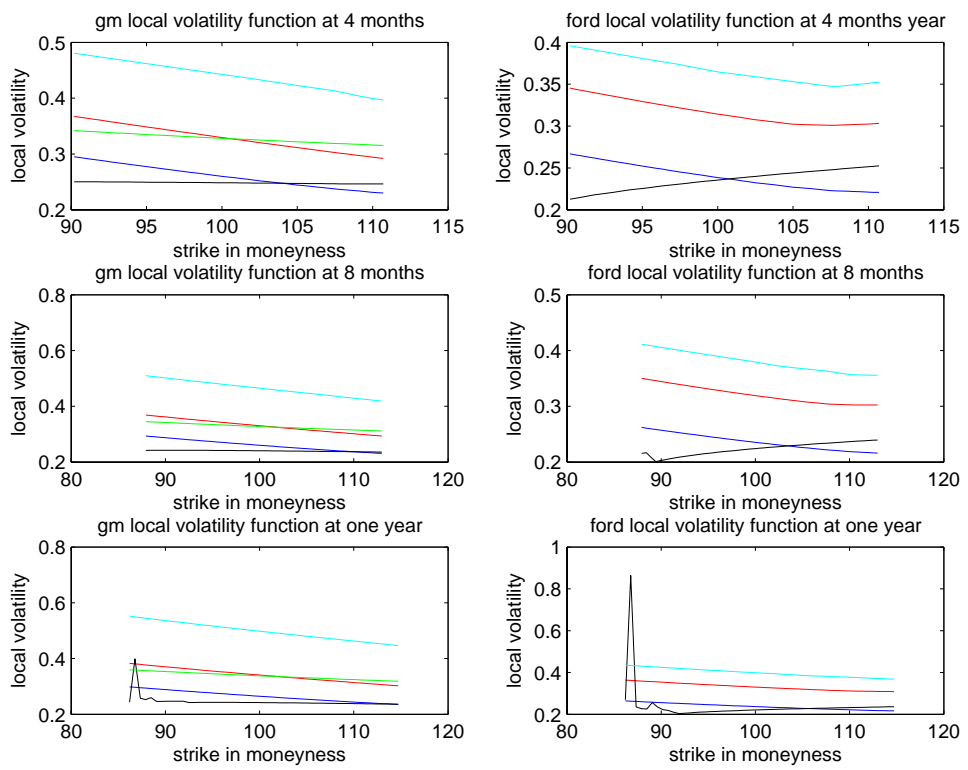 gm local volatility function at 4 months
0.5
0.4
0.3
0.2
local volatility
90 95 100 105 110 115
strike in moneyness
ford local volatility function at 4 months year
0.4
0.35
0.3
0.25
0.2
local volatility
90 95 100 105 110 115
strike in moneyness
gm local volatility function at 8 months
0.8
0.6
0.4
0.2
local volatility
80 90 100 110 120
strike in moneyness
ford local volatility function at 8 months
0.5
0.4
0.3
0.2
local volatility
80 90 100 110 120
strike in moneyness
gm local volatility function at one year
0.8
0.6
0.4
0.2
local volatility
80 90 100 110 120
strike in moneyness
ford local volatility function at one year
1
0.8
0.6
0.4
0.2
local volatility
80 90 100 110 120
strike in moneyness